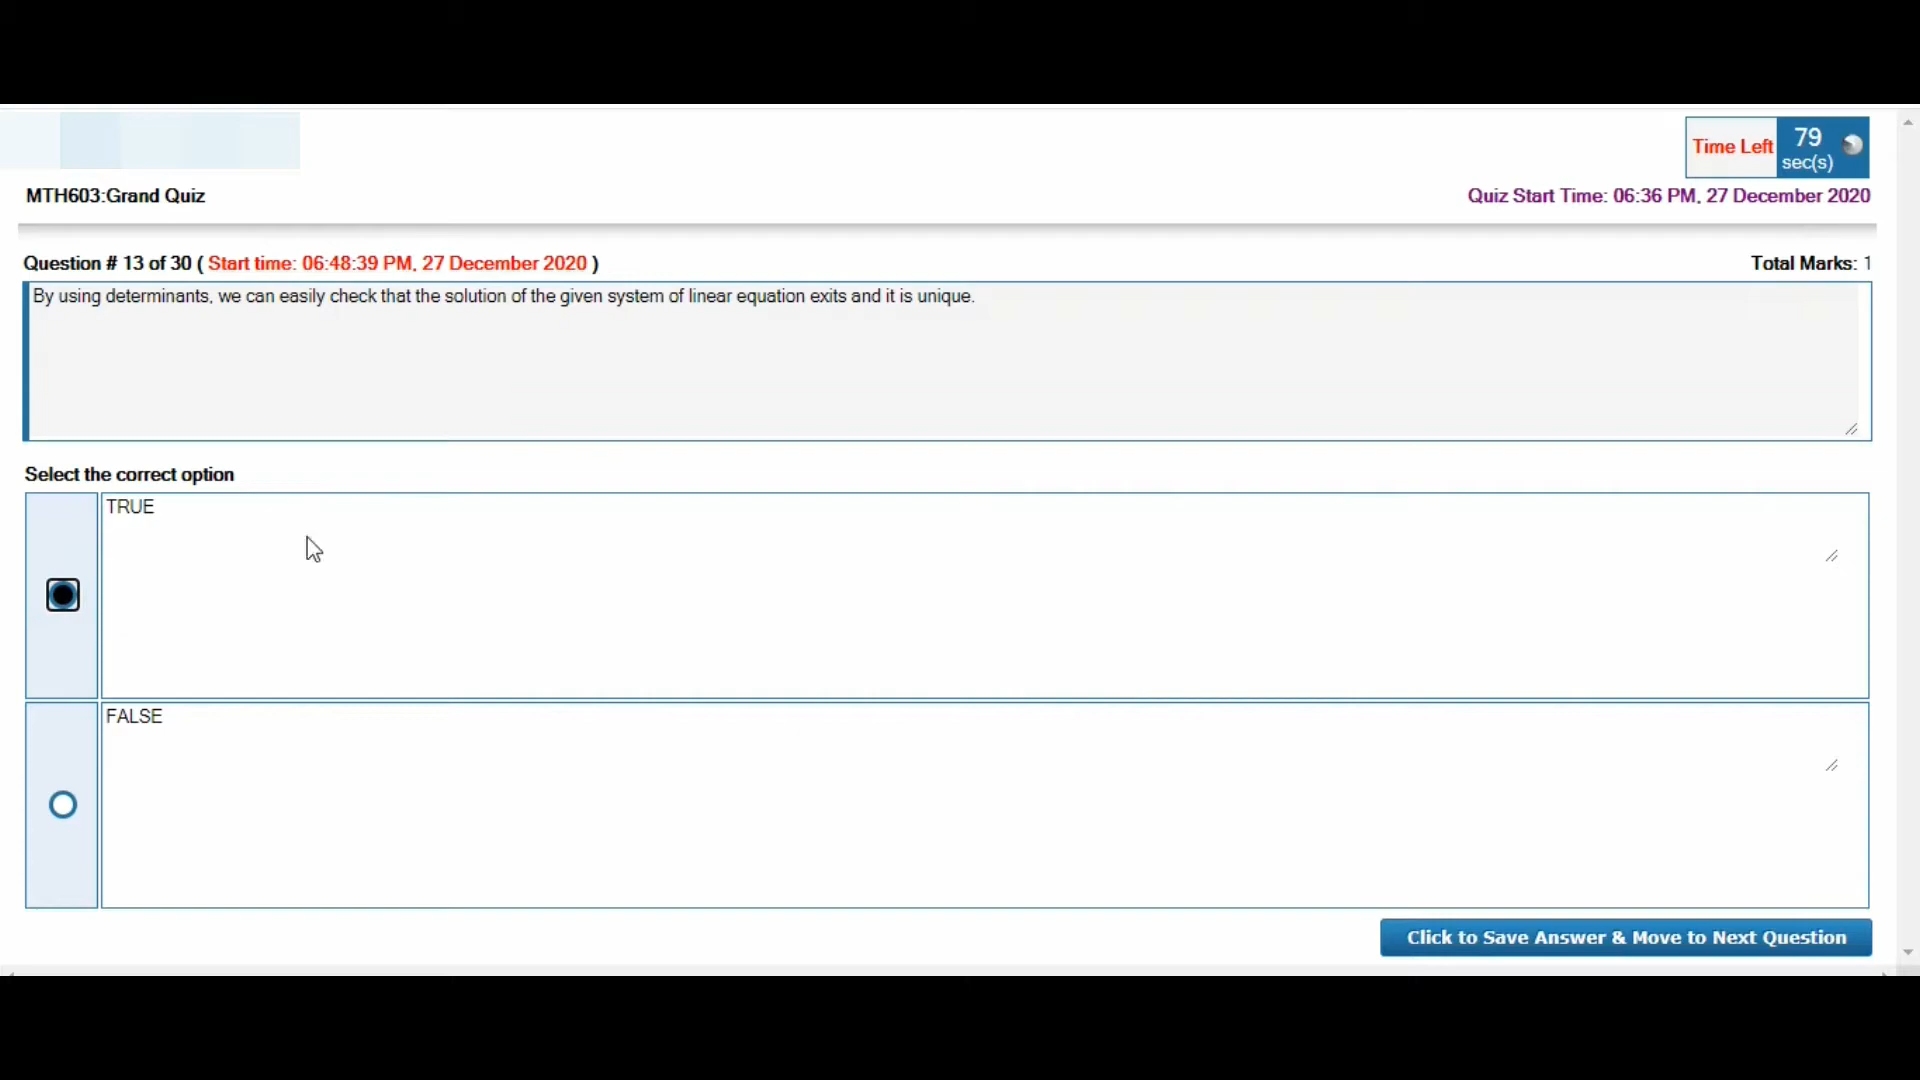 Time Left 79 sec(s)
MTH603:Grand Quiz
Quiz Start Time: 06:36 PM, 27 December 2020
Question # 13 of 30 ( Start time: 06:48:39 PM, 27 December 2020 )
Total Marks: 1
By using determinants, we can easily check that the solution of the given system of linear equation exits and it is unique.
Select the correct option
TRUE
FALSE
Click to Save Answer & Move to Next Question